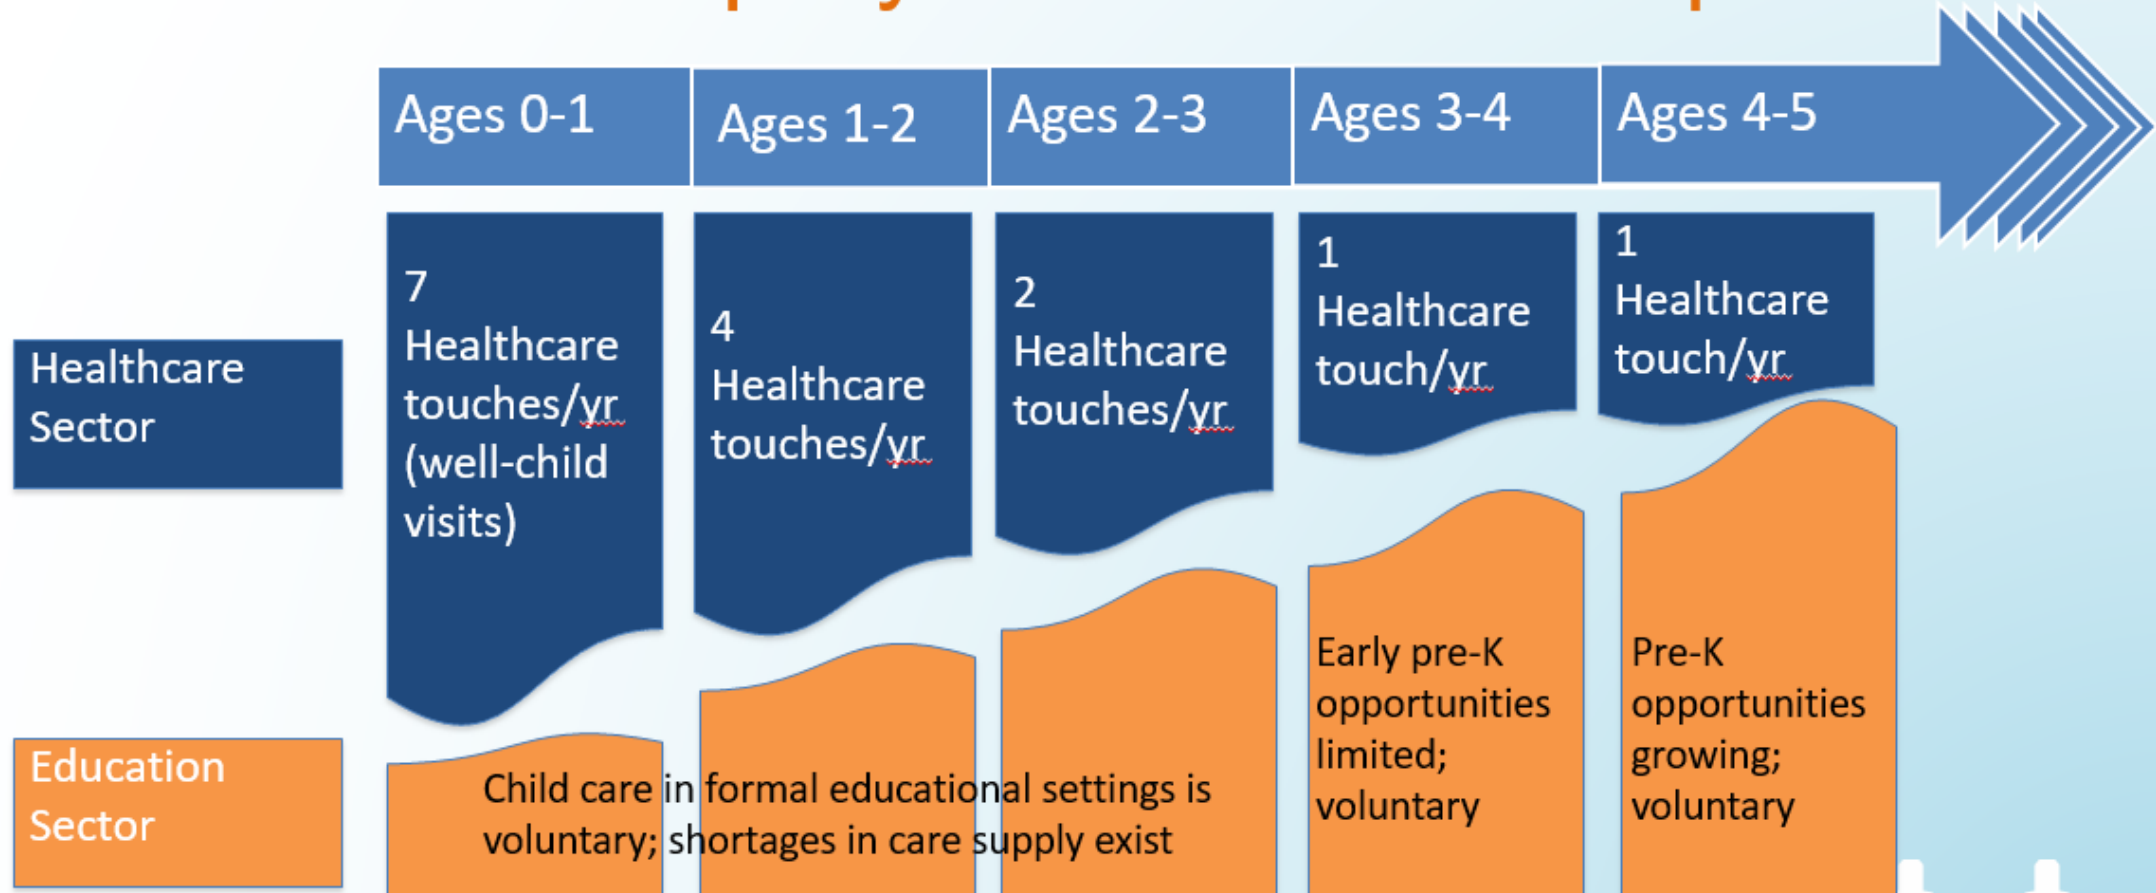 Ages 0-1
Ages 1-2
Ages 2-3
Ages 3-4
Ages 4-5
Healthcare
Sector
7
Healthcare
touches/yr
(well-child
visits)
4
Healthcare
touches/yr
2
Healthcare
touches/yr
1
Healthcare
touch/yr
1
Healthcare
touch/yr
Education
Sector
Child care in formal educational settings is
voluntary; shortages in care supply exist
Early pre-K
opportunities
limited;
voluntary
Pre-K
opportunities
growing;
voluntary